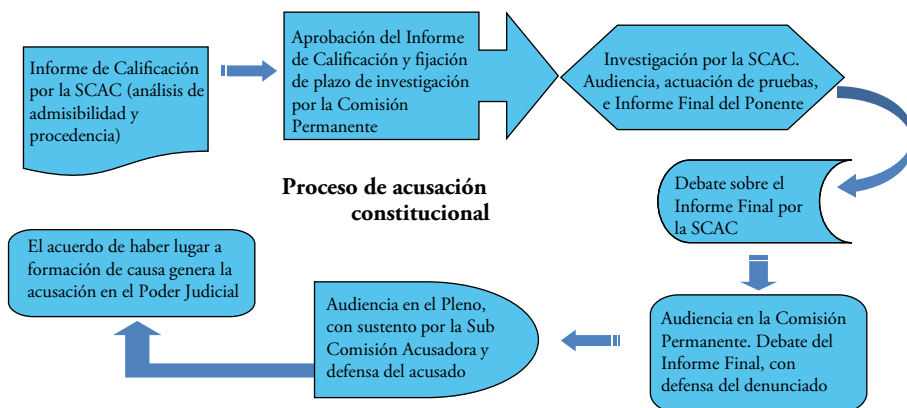 Informe de Calificación
por la SCAC (análisis de
admisibilidad y
procedencia)
Aprobación del Informe
de Calificación y fijación
de plazo de investigación
por la Comisión
Permanente
Investigación por la SCAC.
Audiencia, actuación de pruebas,
e Informe Final del Ponente
Proceso de acusación
constitucional
Debate sobre el
Informe Final por
la SCAC
Audiencia en la Comisión
Permanente. Debate del
Informe Final, con
defensa del denunciado
Audiencia en el Pleno,
con sustento por la Sub
Comisión Acusadora y
defensa del acusado
El acuerdo de haber lugar a
formación de causa genera la
acusación en el Poder Judicial